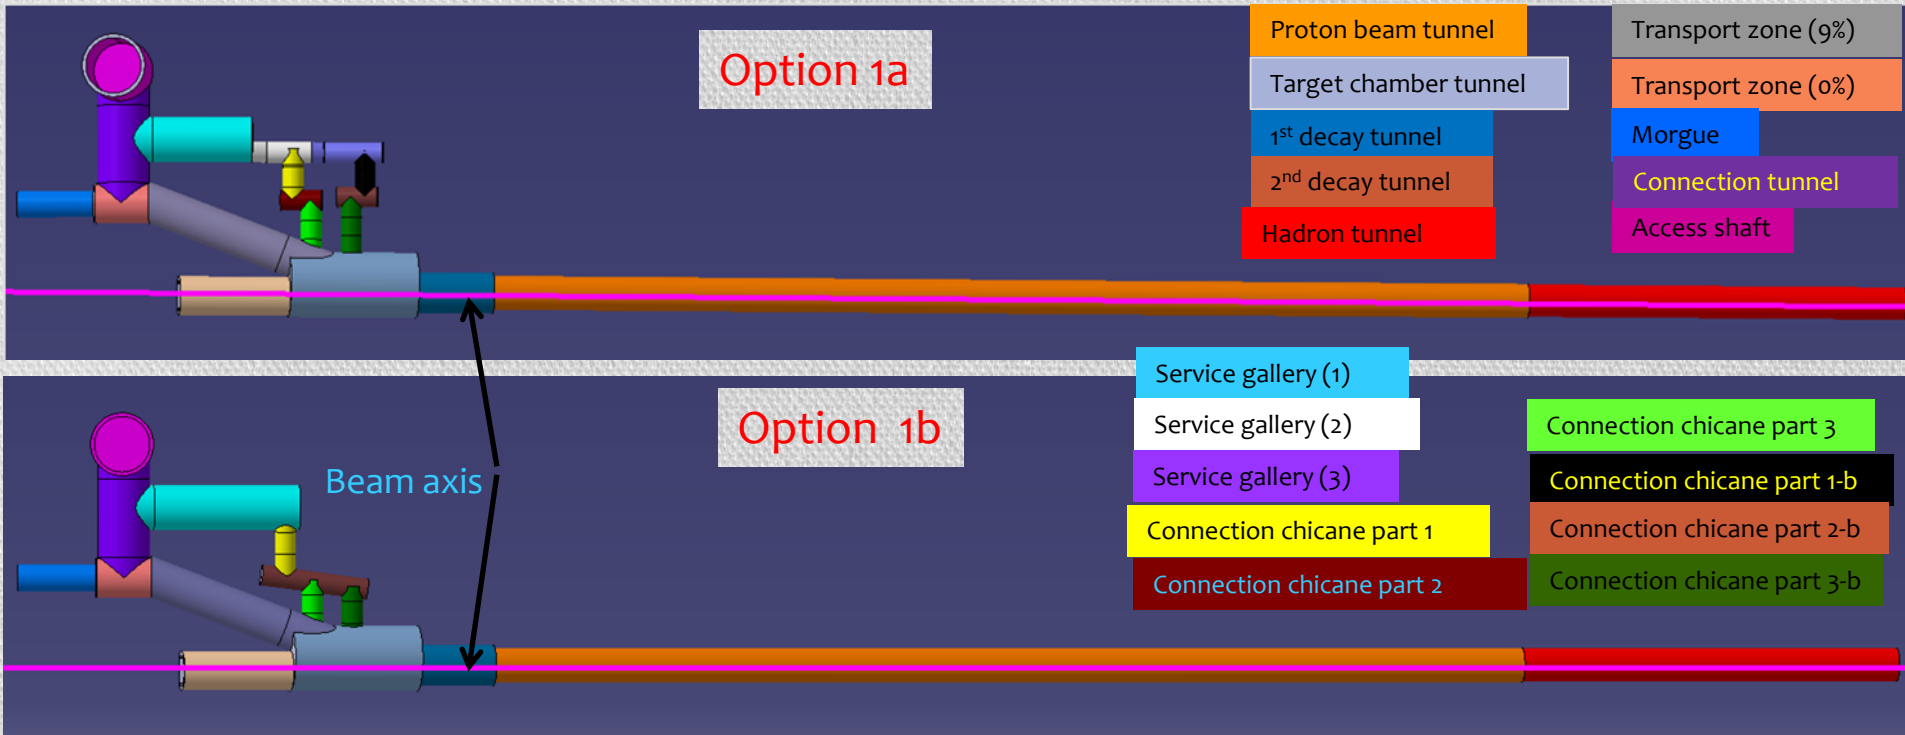 Option 1a
Proton beam tunnel
Target chamber tunnel
1st decay tunnel
2nd decay tunnel
Hadron tunnel
Transport zone (9%)
Transport zone (0%)
Morgue
Connection tunnel
Access shaft
Option 1b
Beam axis
Service gallery (1)
Service gallery (2)
Service gallery (3)
Connection chicane part 1
Connection chicane part 2
Connection chicane part 3
Connection chicane part 1-b
Connection chicane part 2-b
Connection chicane part 3-b